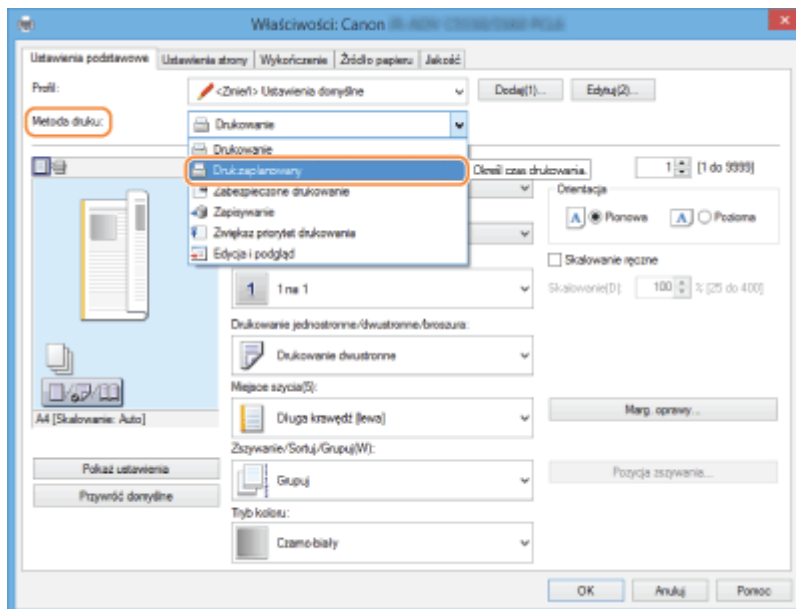 Właściwości: Canon
Ustawienia podstawowe Ustawienia strony Wykończenie Źródło papieru Jakość
Profil: <Zmień> Ustawienia domyślne Dodaj(1)... Edytuj(2)...
Metoda druku: Drukowanie
Drukowanie
Druk zaplanowany Określ czas drukowania. 1 [1 do 9999]
Zabezpieczone drukowanie Orientacja
Zapisywanie A Pionowa A Pozioma
Zwiększ priorytet drukowania
Edycja i podgląd
Skalowanie ręczne
1 1 na 1 Skalowanie(D): 100 % [25 do 400]
Drukowanie jednostronne/dwustronne/broszura:
Drukowanie dwustronne
Miejsce szycia(S):
A4 [Skalowanie: Auto] Długa krawędź [lewa] Marg. oprawy...
Zszywanie/Sortuj/Grupuj(W):
Pokaż ustawienia Grupuj Pozycja zszywania...
Przywróć domyślne
Tryb koloru:
Czarno-biały
OK Anuluj Pomoc